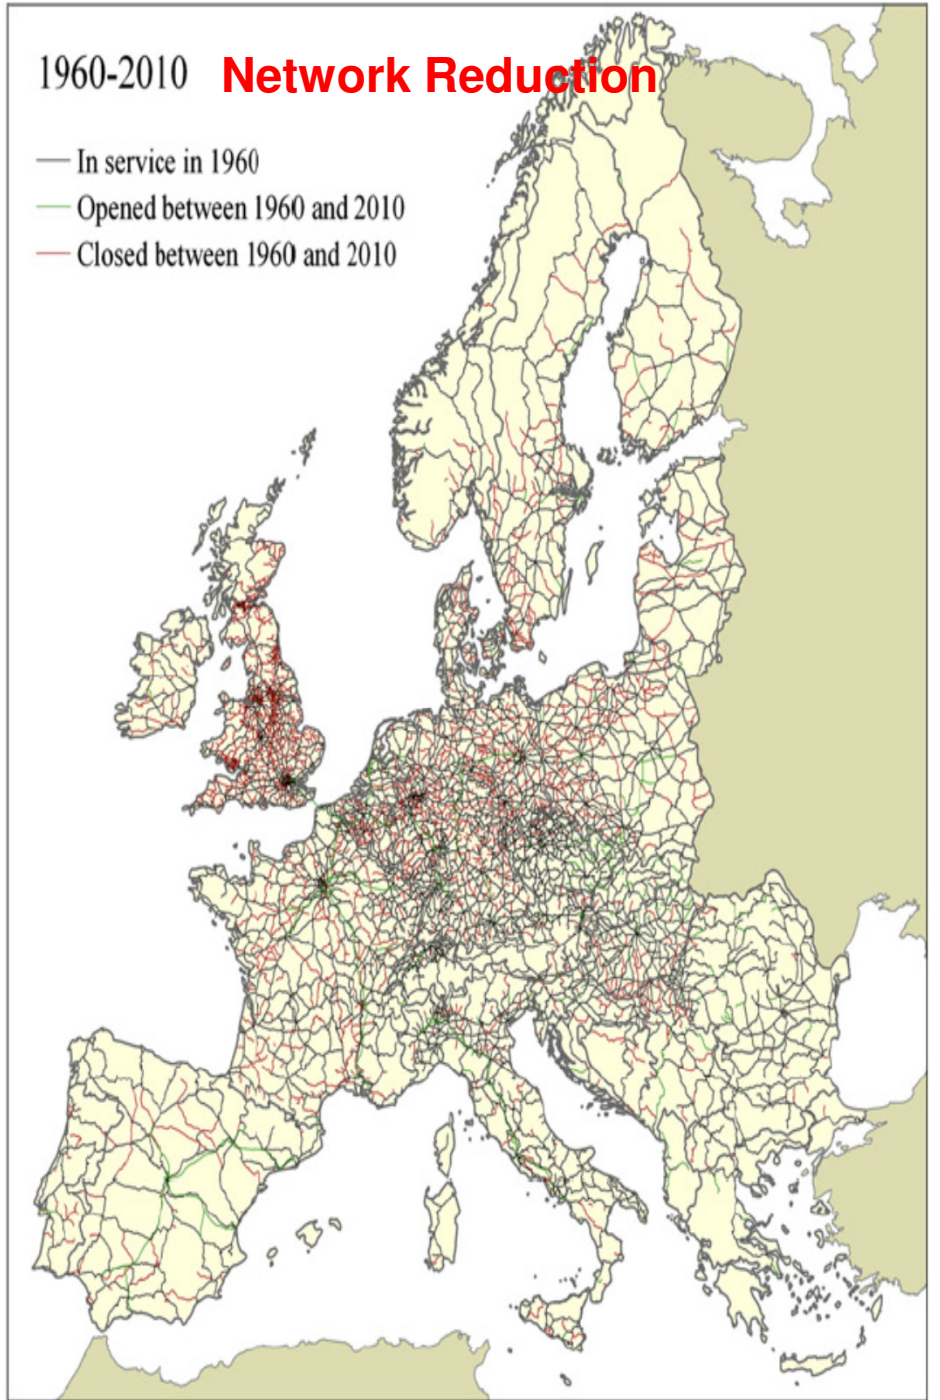 1960-2010 Network Reduction
In service in 1960
Opened between 1960 and 2010
Closed between 1960 and 2010